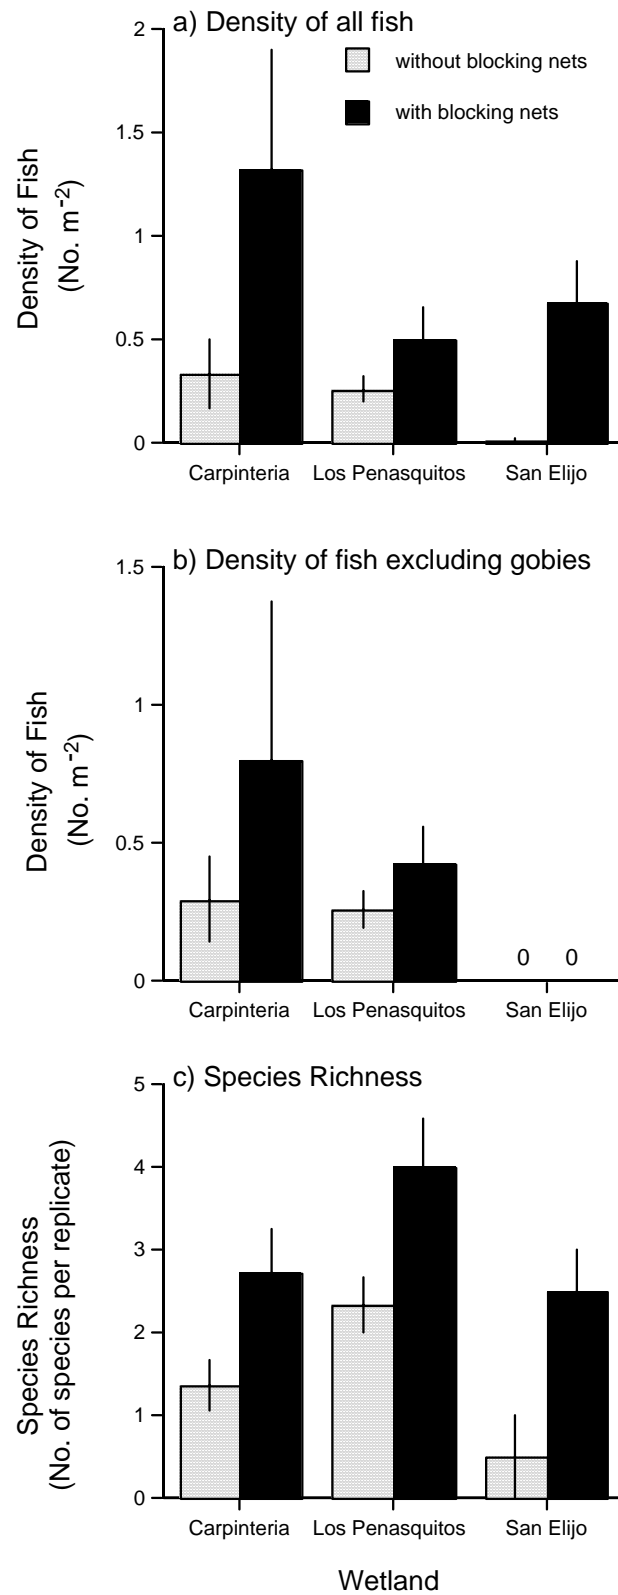 a) Density of all fish
without blocking nets
with blocking nets
Density of Fish
(No. m-2)
2
1.5
1
0.5
0
Carpinteria Los Penasquitos San Elijo
b) Density of fish excluding gobies
Density of Fish
(No. m-2)
1.5
1
0.5
0
0 0
Carpinteria Los Penasquitos San Elijo
c) Species Richness
Species Richness
(No. of species per replicate)
5
4
3
2
1
0
Carpinteria Los Penasquitos San Elijo
Wetland